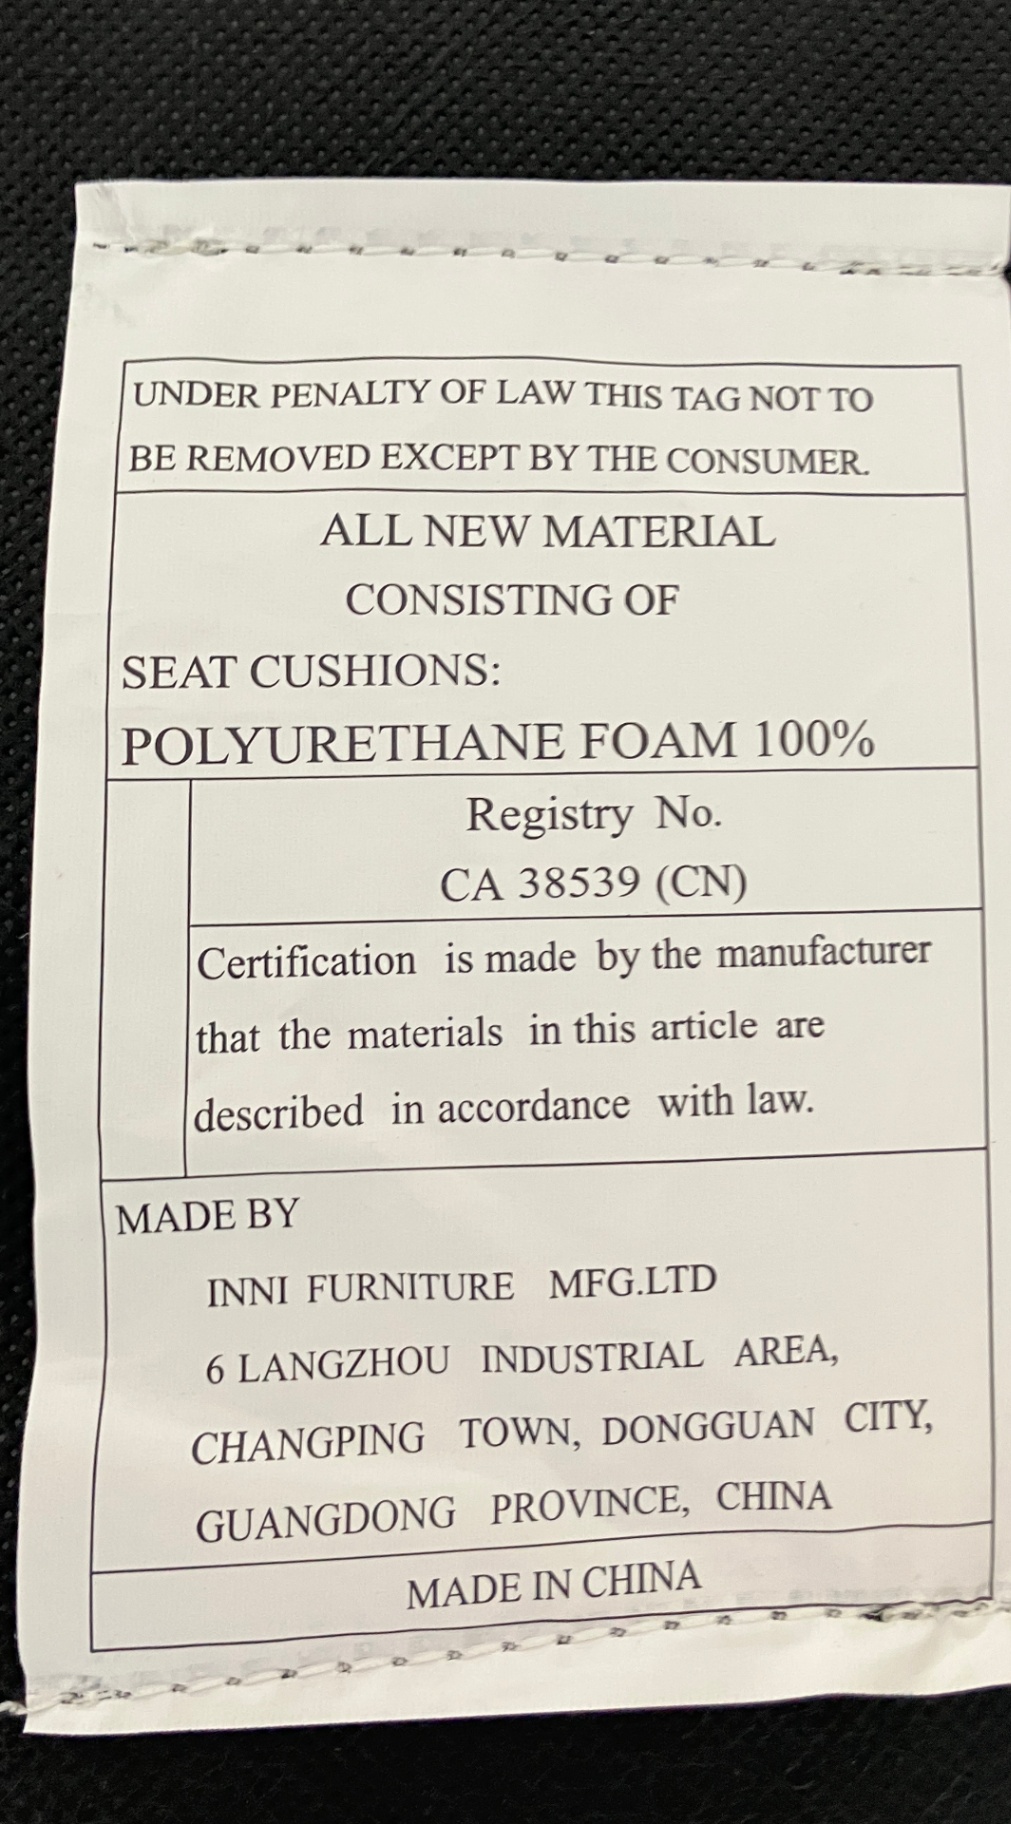 UNDER PENALTY OF LAW THIS TAG NOT TO
BE REMOVED EXCEPT BY THE CONSUMER.
ALL NEW MATERIAL
CONSISTING OF
SEAT CUSHIONS:
POLYURETHANE FOAM 100%
Registry No.
CA 38539 (CN)
Certification is made by the manufacturer
that the materials in this article are
described in accordance with law.
MADE BY
INNI FURNITURE MFG.LTD
6 LANGZHOU INDUSTRIAL AREA,
CHANGPING TOWN, DONGGUAN CITY,
GUANGDONG PROVINCE, CHINA
MADE IN CHINA